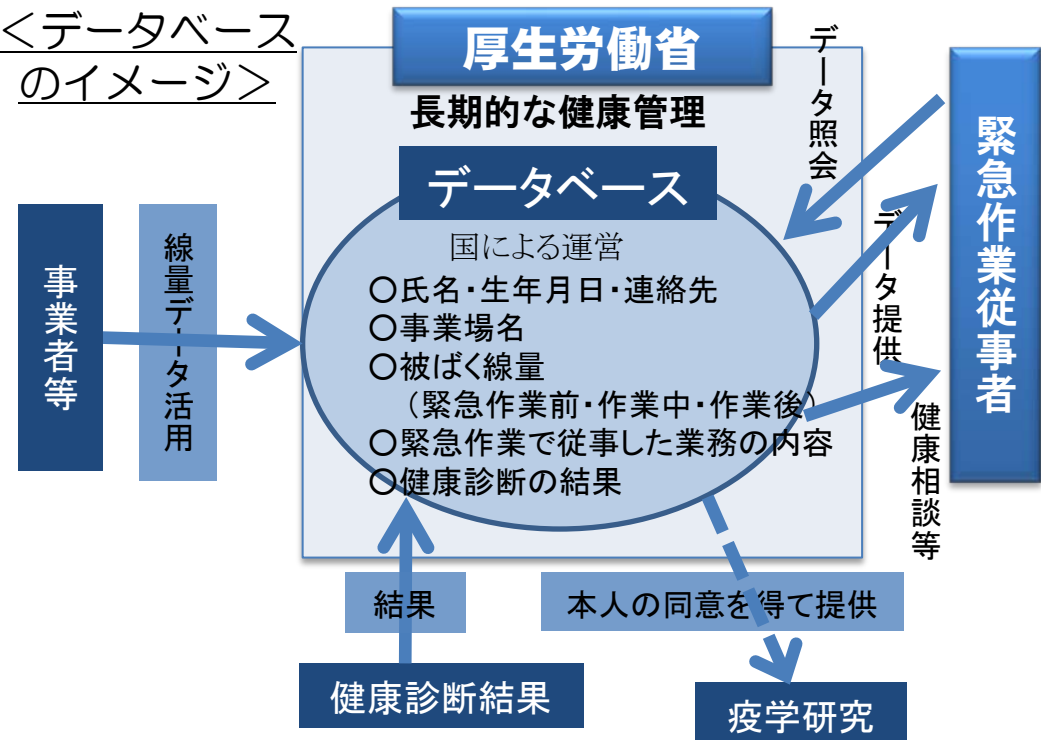 ＜データベース
のイメージ＞
厚生労働省
長期的な健康管理
データベース
国による運営
○氏名・生年月日・連絡先
○事業場名
○被ばく線量
（緊急作業前・作業中・作業後）
○緊急作業で従事した業務の内容
○健康診断の結果
事業者等
線量データ活用
データ照会
データ提供
健康相談等
緊急作業従事者
結果
本人の同意を得て提供
健康診断結果
疫学研究